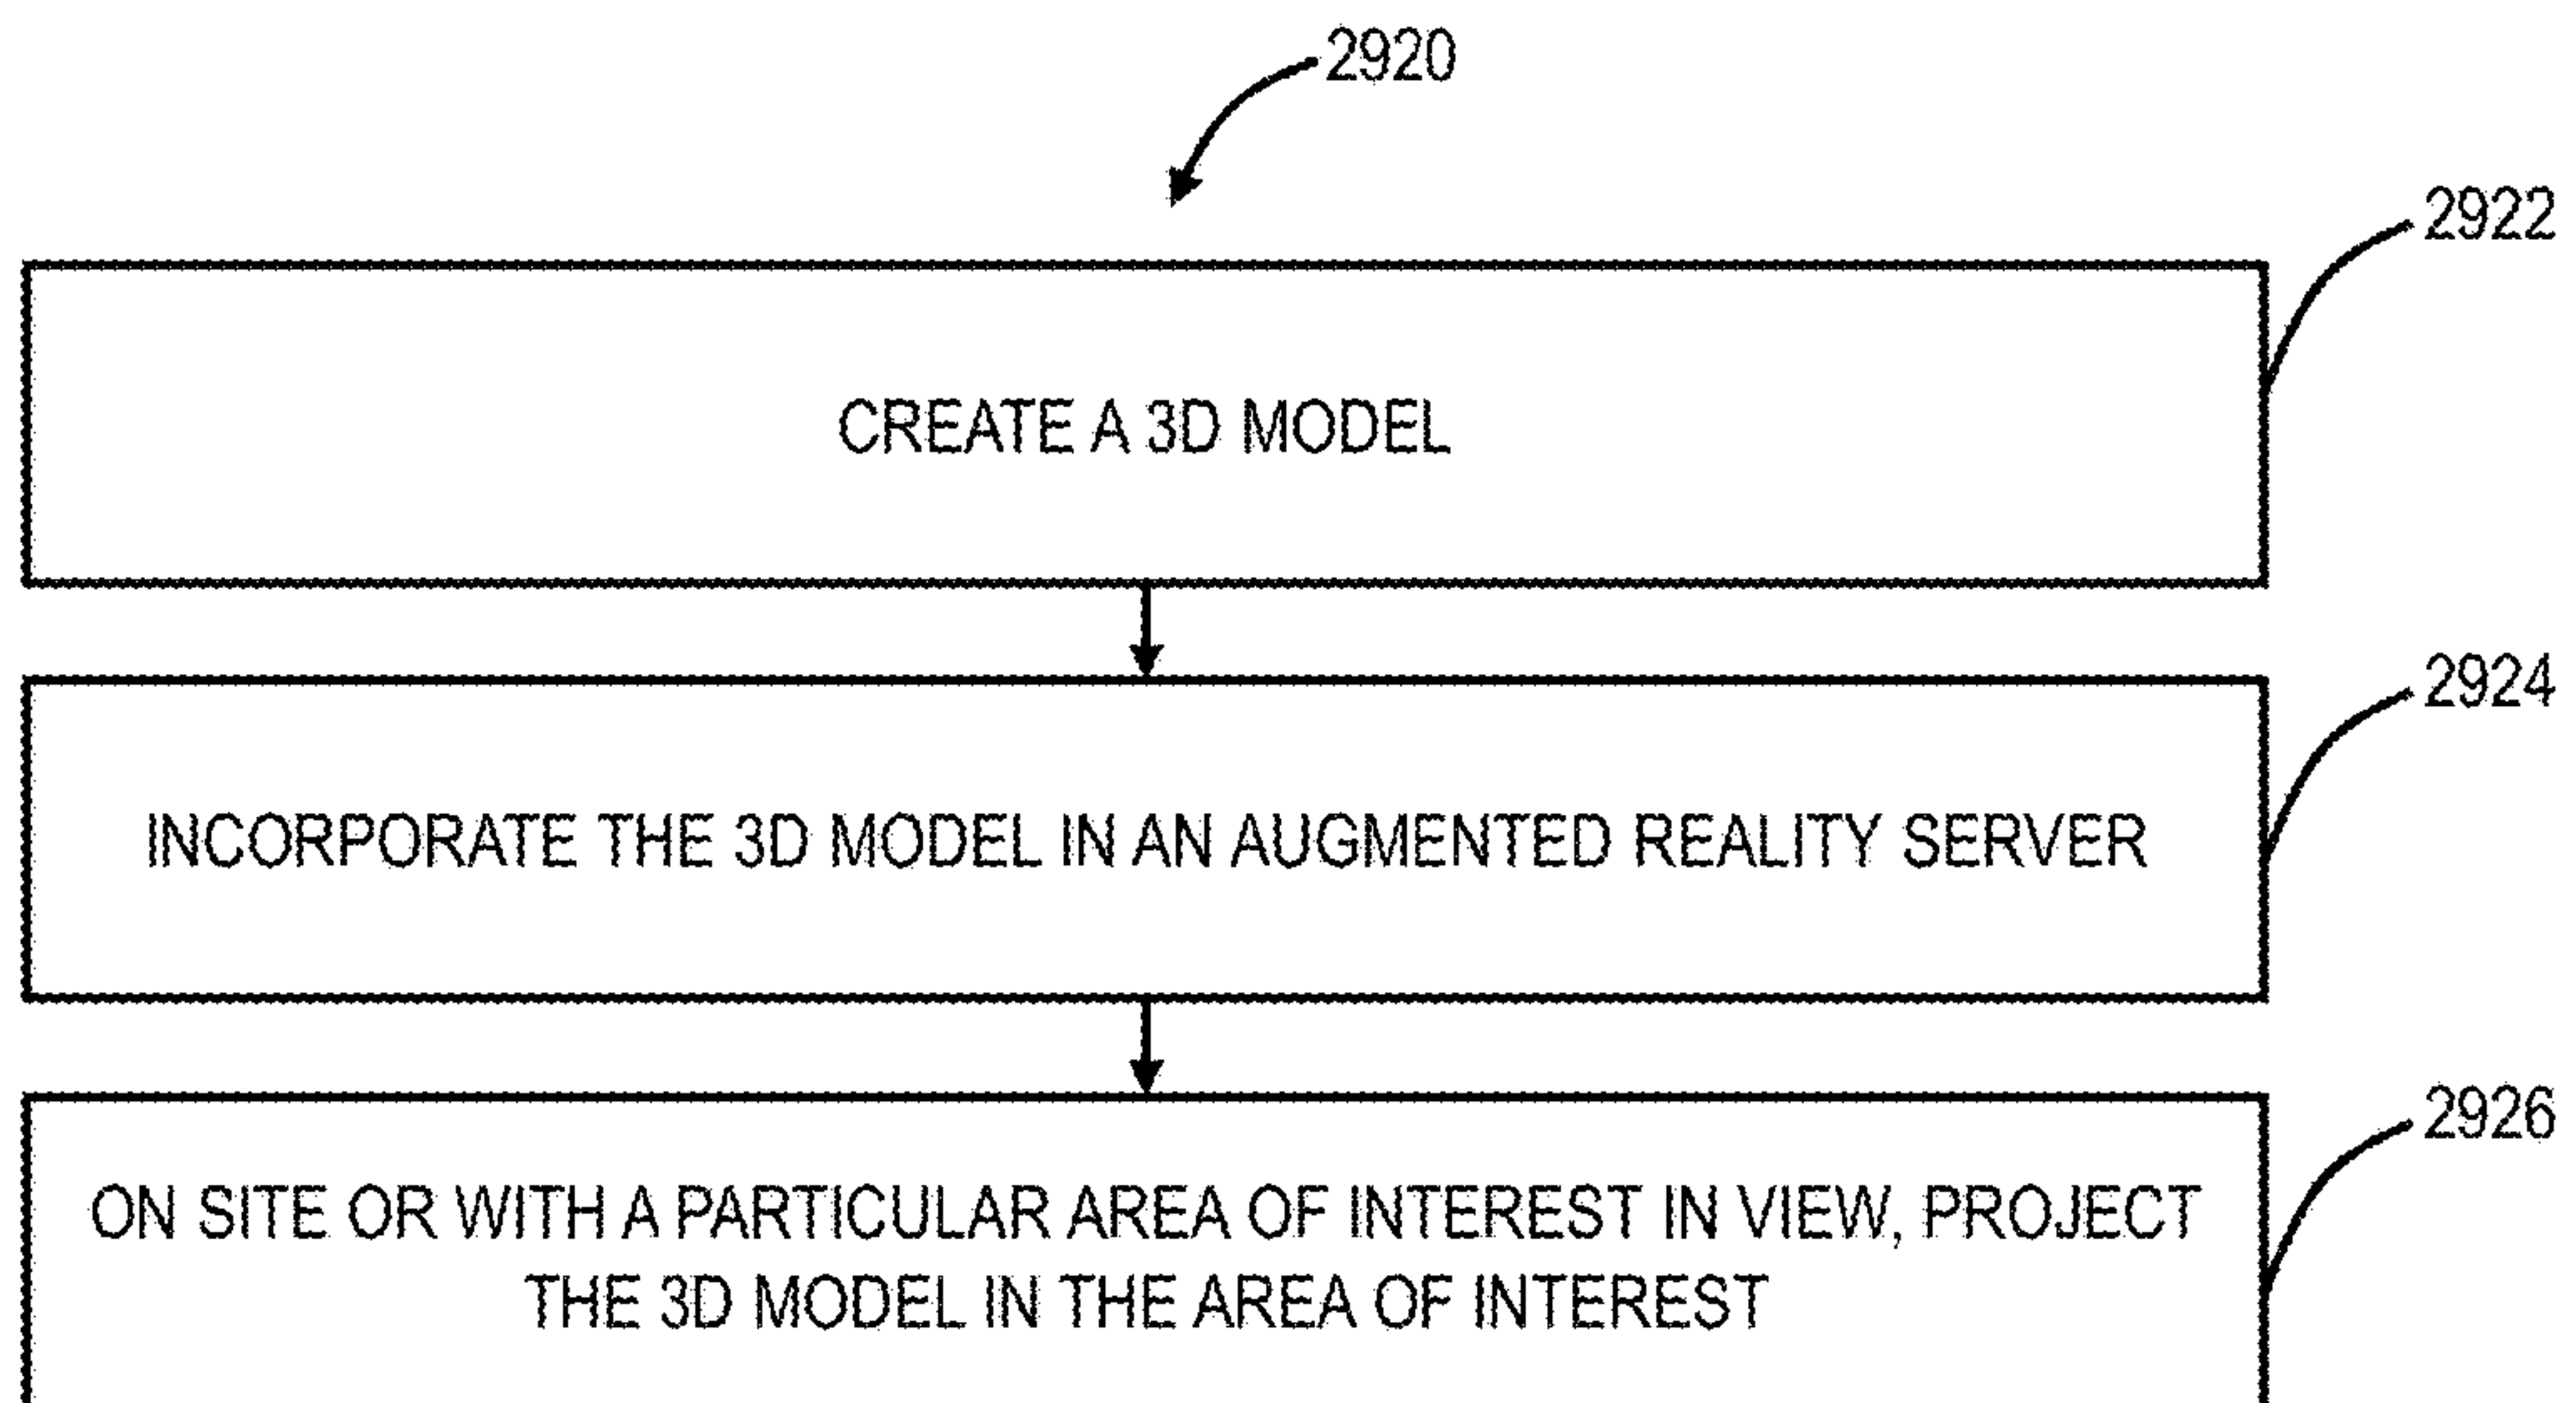 2920
2922
CREATE A 3D MODEL
2924
INCORPORATE THE 3D MODEL IN AN AUGMENTED REALITY SERVER
2926
ON SITE OR WITH A PARTICULAR AREA OF INTEREST IN VIEW, PROJECT
THE 3D MODEL IN THE AREA OF INTEREST